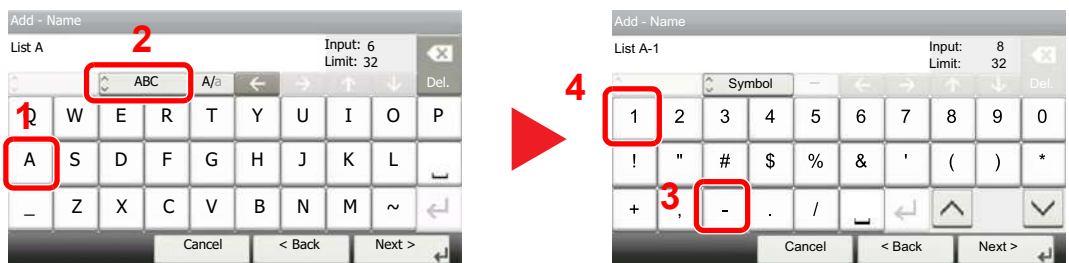 Add - Name
List A
Input: 6
Limit: 32
2
ABC
A/a
Del.
1
Q W E R T Y U I O P
A S D F G H J K L
_ Z X C V B N M ~
Cancel
< Back
Next >
Add - Name
List A-1
Input: 8
Limit: 32
4
Symbol
Del.
1 2 3 4 5 6 7 8 9 0
! " # $ % & ' ( ) *
3
+ , - . /
Cancel
< Back
Next >